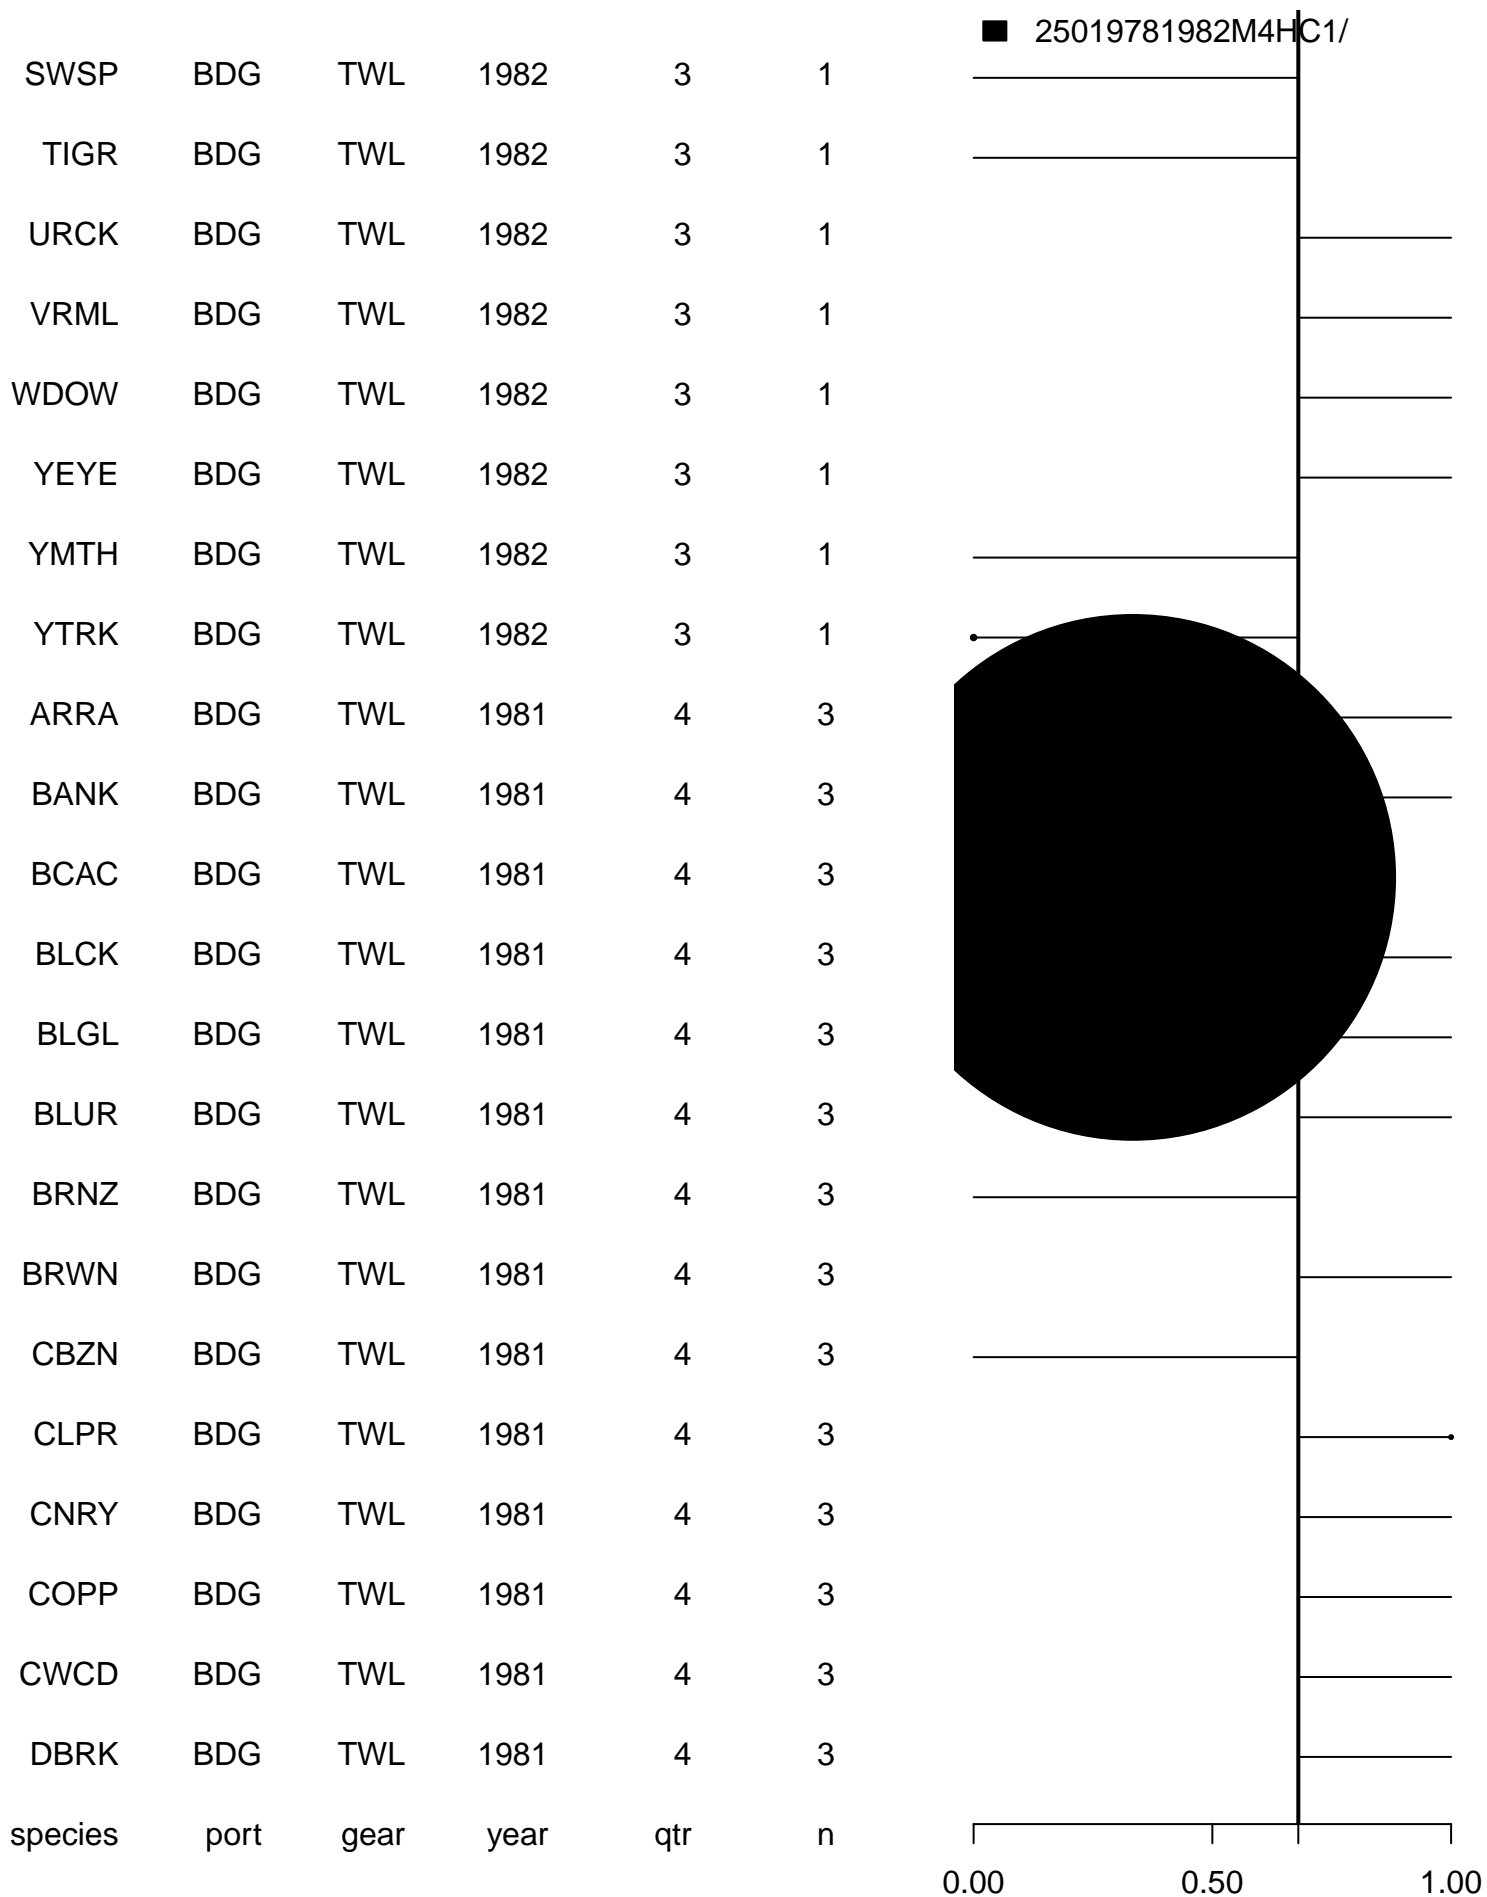 25019781982M4HC1/
SWSP BDG TWL 1982 3 1
TIGR BDG TWL 1982 3 1
URCK BDG TWL 1982 3 1
VRML BDG TWL 1982 3 1
WDOW BDG TWL 1982 3 1
YEYE BDG TWL 1982 3 1
YMTH BDG TWL 1982 3 1
YTRK BDG TWL 1982 3 1
ARRA BDG TWL 1981 4 3
BANK BDG TWL 1981 4 3
BCAC BDG TWL 1981 4 3
BLCK BDG TWL 1981 4 3
BLGL BDG TWL 1981 4 3
BLUR BDG TWL 1981 4 3
BRNZ BDG TWL 1981 4 3
BRWN BDG TWL 1981 4 3
CBZN BDG TWL 1981 4 3
CLPR BDG TWL 1981 4 3
CNRY BDG TWL 1981 4 3
COPP BDG TWL 1981 4 3
CWCD BDG TWL 1981 4 3
DBRK BDG TWL 1981 4 3
species port gear year qtr n
0.00 0.50 1.00